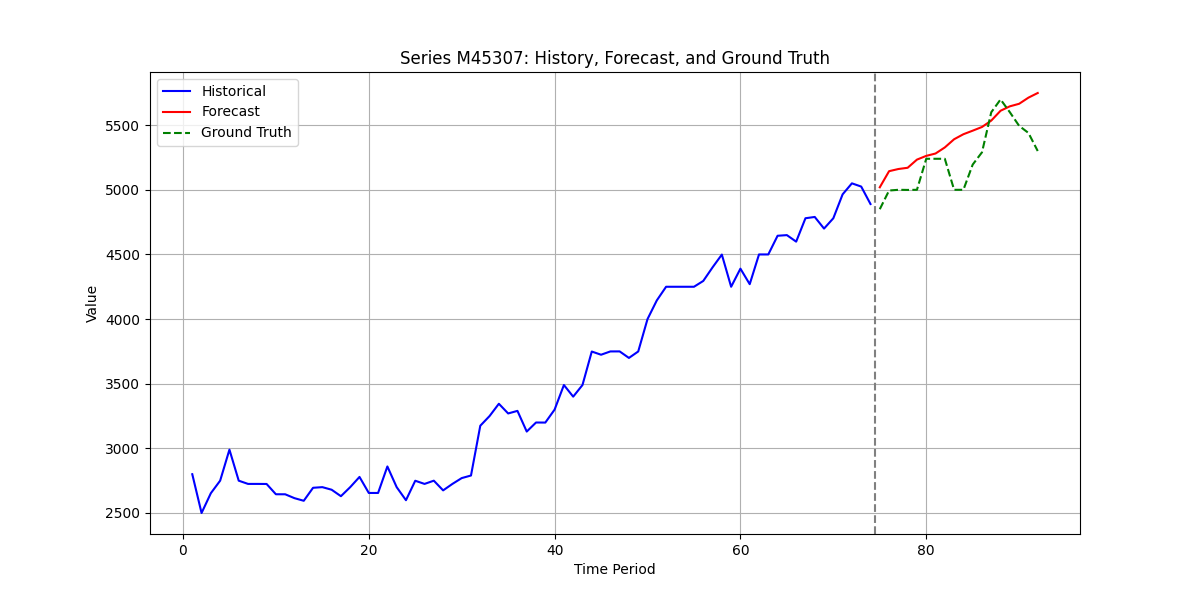 Series M45307: History, Forecast, and Ground Truth
Historical
Forecast
Ground Truth
5500
5000
4500
4000
3500
3000
2500
Value
0 20 40 60 80
Time Period